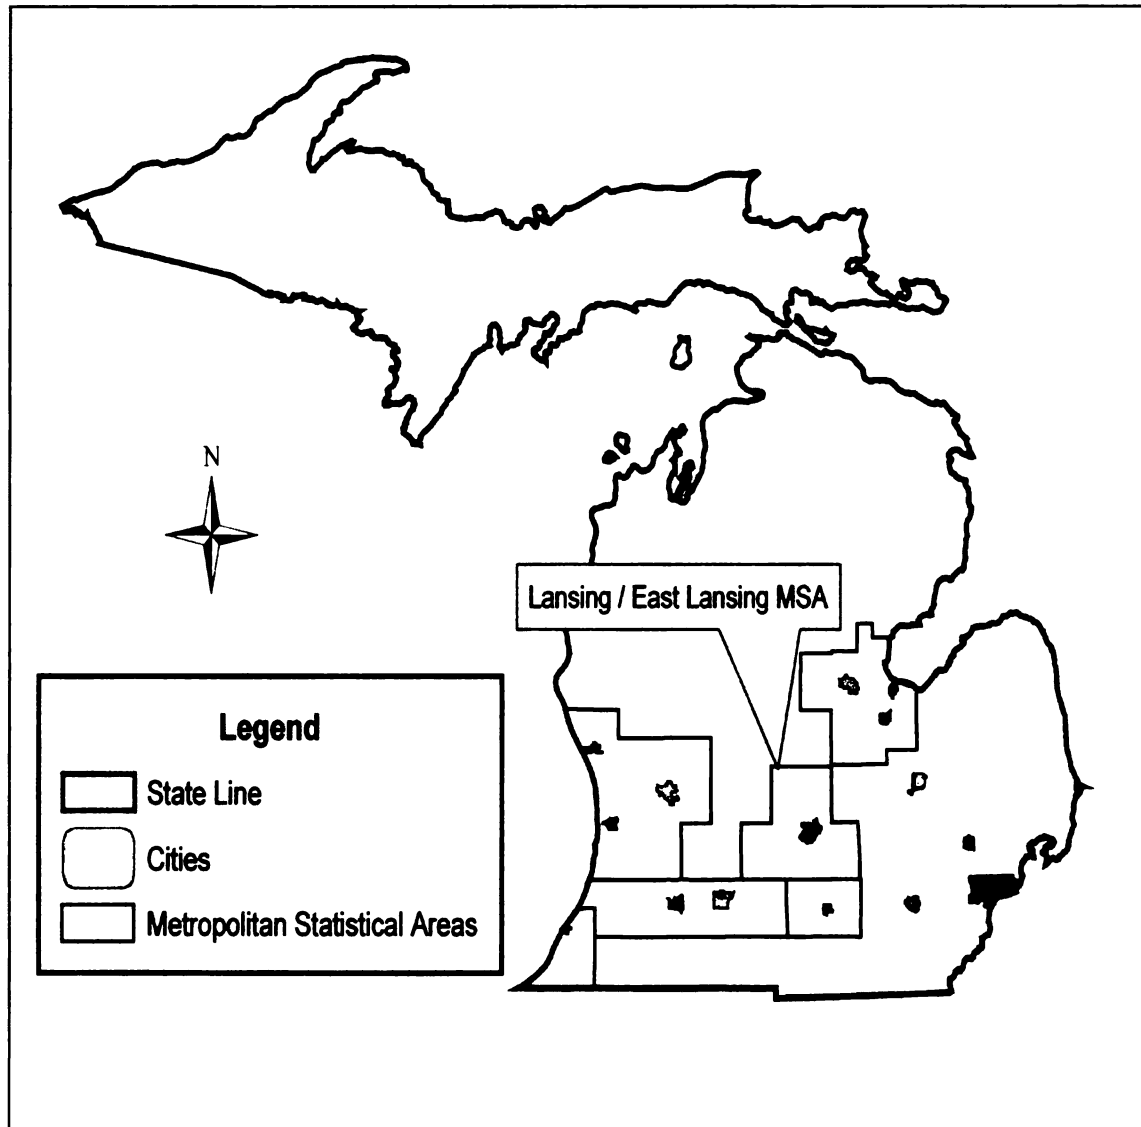 N
Lansing / East Lansing MSA
Legend
State Line
Cities
Metropolitan Statistical Areas